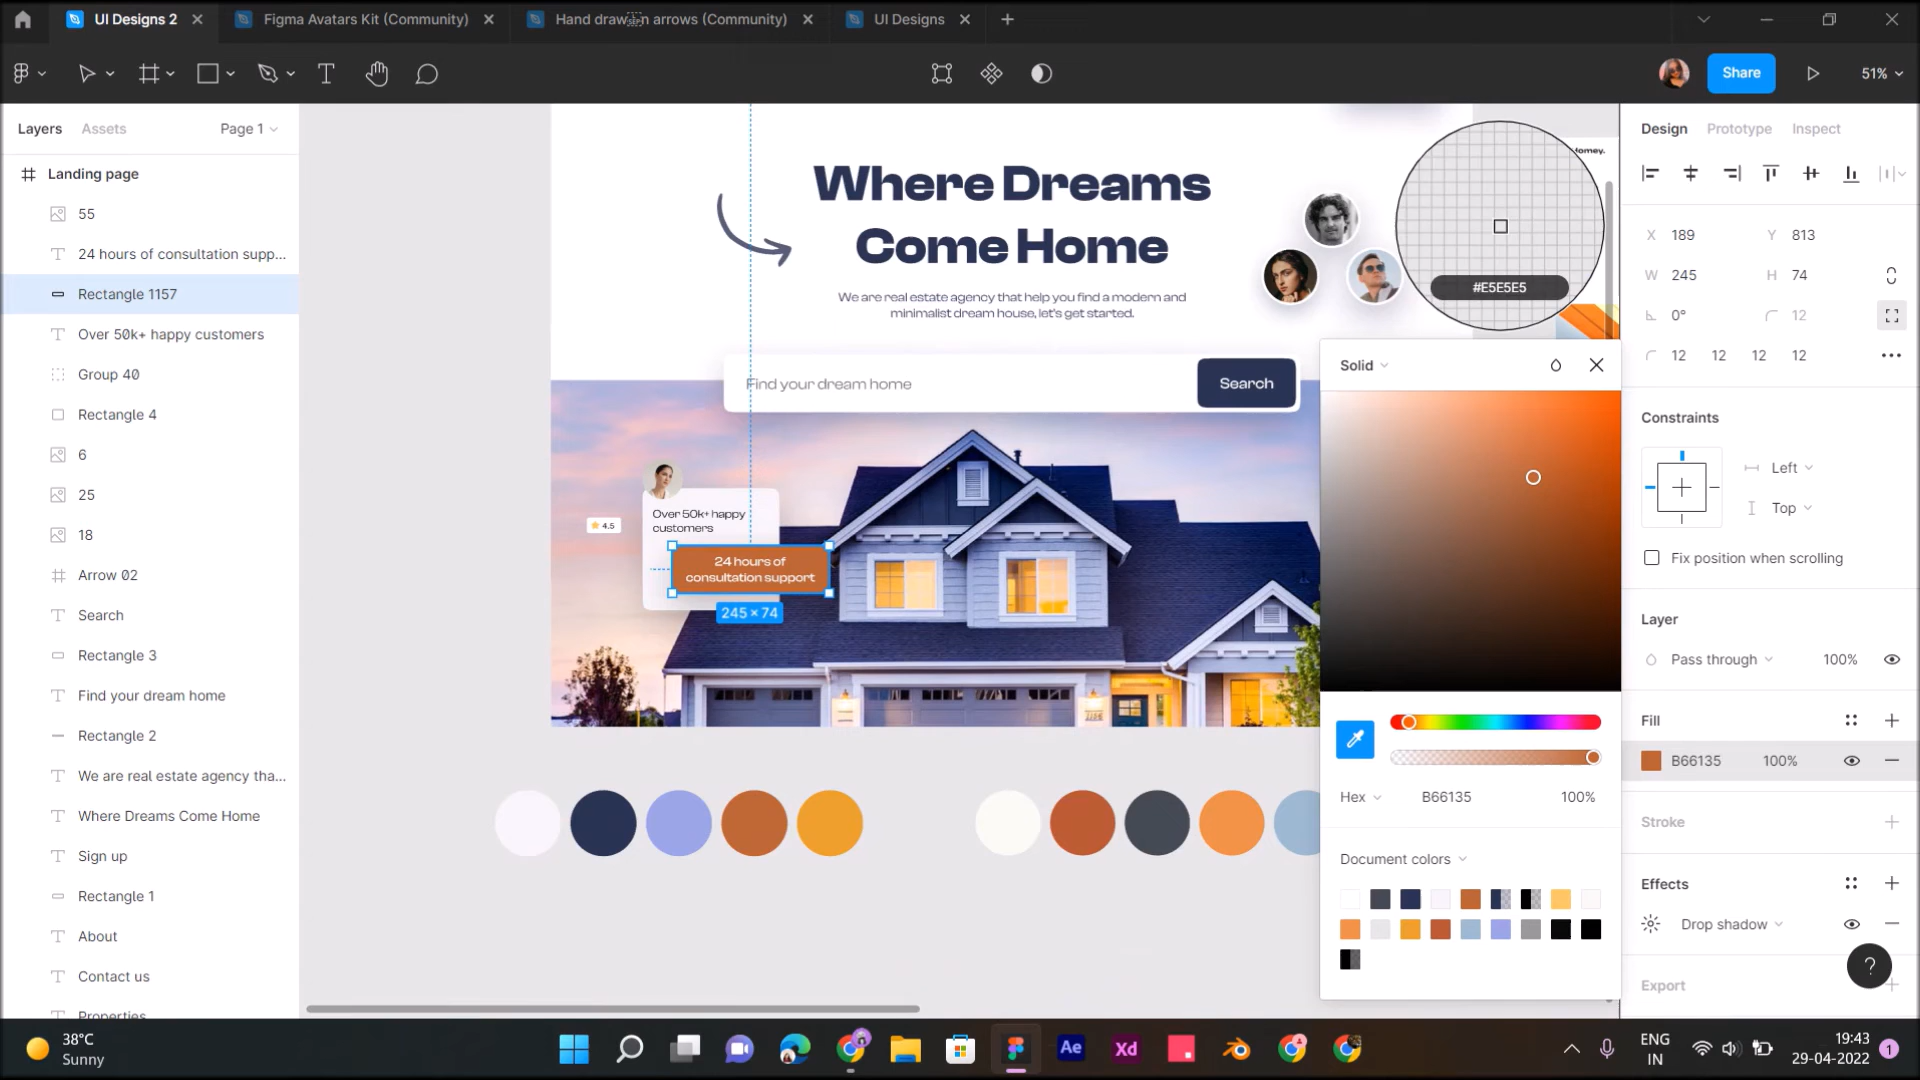 UI Designs 2
Figma Avatars Kit (Community)
Hand drawn arrows (Community)
UI Designs
Share
51%
Layers
Assets
Page 1
Landing page
55
24 hours of consultation supp...
Rectangle 1157
Over 50k+ happy customers
Group 40
Rectangle 4
6
25
18
Arrow 02
Search
Rectangle 3
Find your dream home
Rectangle 2
We are real estate agency tha...
Where Dreams Come Home
Sign up
Rectangle 1
About
Contact us
Properties
Where Dreams
Come Home
We are real estate agency that help you find a modern and
minimalist dream house, let's get started.
Find your dream home
Search
Over 50k+ happy
customers
4.5
24 hours of
consultation support
245 × 74
#E5E5E5
Solid
Hex
B66135
100%
Document colors
Design
Prototype
Inspect
X 189
Y 813
W 245
H 74
0°
12
12 12 12 12
Constraints
Left
Top
Fix position when scrolling
Layer
Pass through
100%
Fill
B66135
100%
Stroke
Effects
Drop shadow
Export
?
38°C
Sunny
Ae
Xd
ENG
IN
19:43
29-04-2022
1